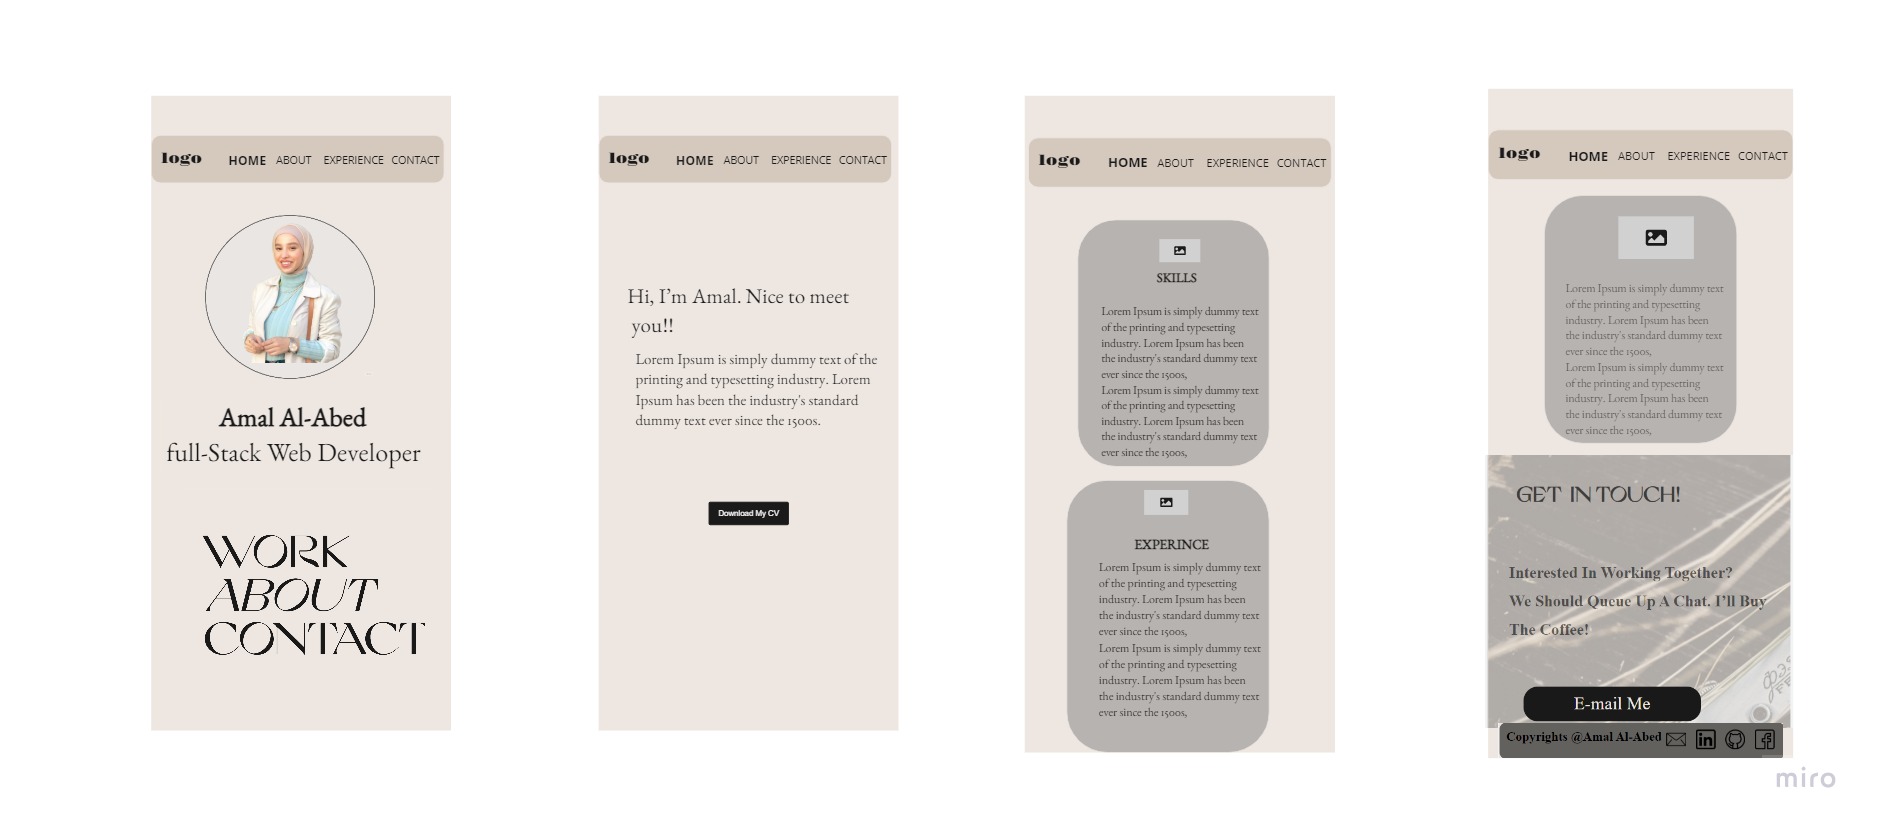 logo HOME ABOUT EXPERIENCE CONTACT
Amal Al-Abed
full-Stack Web Developer
WORK
ABOUT
CONTACT
logo HOME ABOUT EXPERIENCE CONTACT
Hi, I'm Amal. Nice to meet
you!!
Lorem Ipsum is simply dummy text of the
printing and typesetting industry. Lorem
Ipsum has been the industry's standard
dummy text ever since the 1500s.
Download My CV
logo HOME ABOUT EXPERIENCE CONTACT
SKILLS
Lorem Ipsum is simply dummy text
of the printing and typesetting
industry. Lorem Ipsum has been
the industry's standard dummy text
ever since the 1500s,
Lorem Ipsum is simply dummy text
of the printing and typesetting
industry. Lorem Ipsum has been
the industry's standard dummy text
ever since the 1500s,
EXPERINCE
Lorem Ipsum is simply dummy text
of the printing and typesetting
industry. Lorem Ipsum has been
the industry's standard dummy text
ever since the 1500s,
Lorem Ipsum is simply dummy text
of the printing and typesetting
industry. Lorem Ipsum has been
the industry's standard dummy text
ever since the 1500s,
logo HOME ABOUT EXPERIENCE CONTACT
Lorem Ipsum is simply dummy text
of the printing and typesetting
industry. Lorem Ipsum has been
the industry's standard dummy text
ever since the 1500s,
Lorem Ipsum is simply dummy text
of the printing and typesetting
industry. Lorem Ipsum has been
the industry's standard dummy text
ever since the 1500s,
GET IN TOUCH!
Interested In Working Together?
We Should Queue Up A Chat. I'll Buy
The Coffee!
E-mail Me
Copyrights @Amal Al-Abed
miro